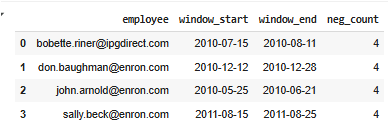 employee window_start window_end neg_count
0 bobette.riner@ipgdirect.com 2010-07-15 2010-08-11 4
1 don.baughman@enron.com 2010-12-12 2010-12-28 4
2 john.arnold@enron.com 2010-05-25 2010-06-21 4
3 sally.beck@enron.com 2011-08-15 2011-08-25 4